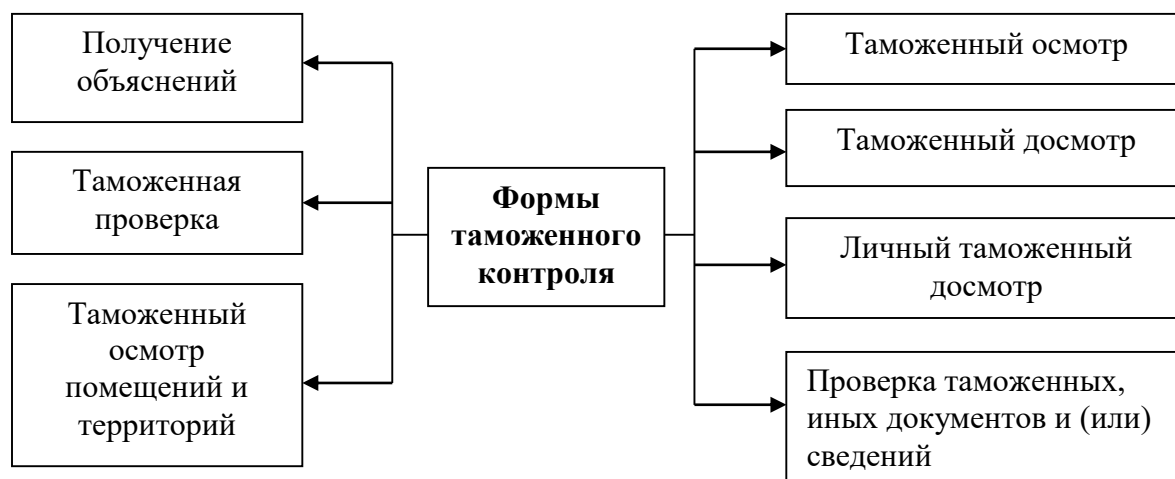 Получение
объяснений
Таможенная
проверка
Таможенный
осмотр
помещений и
территорий
Формы
таможенного
контроля
Таможенный осмотр
Таможенный досмотр
Личный таможенный
досмотр
Проверка таможенных,
иных документов и (или)
сведений